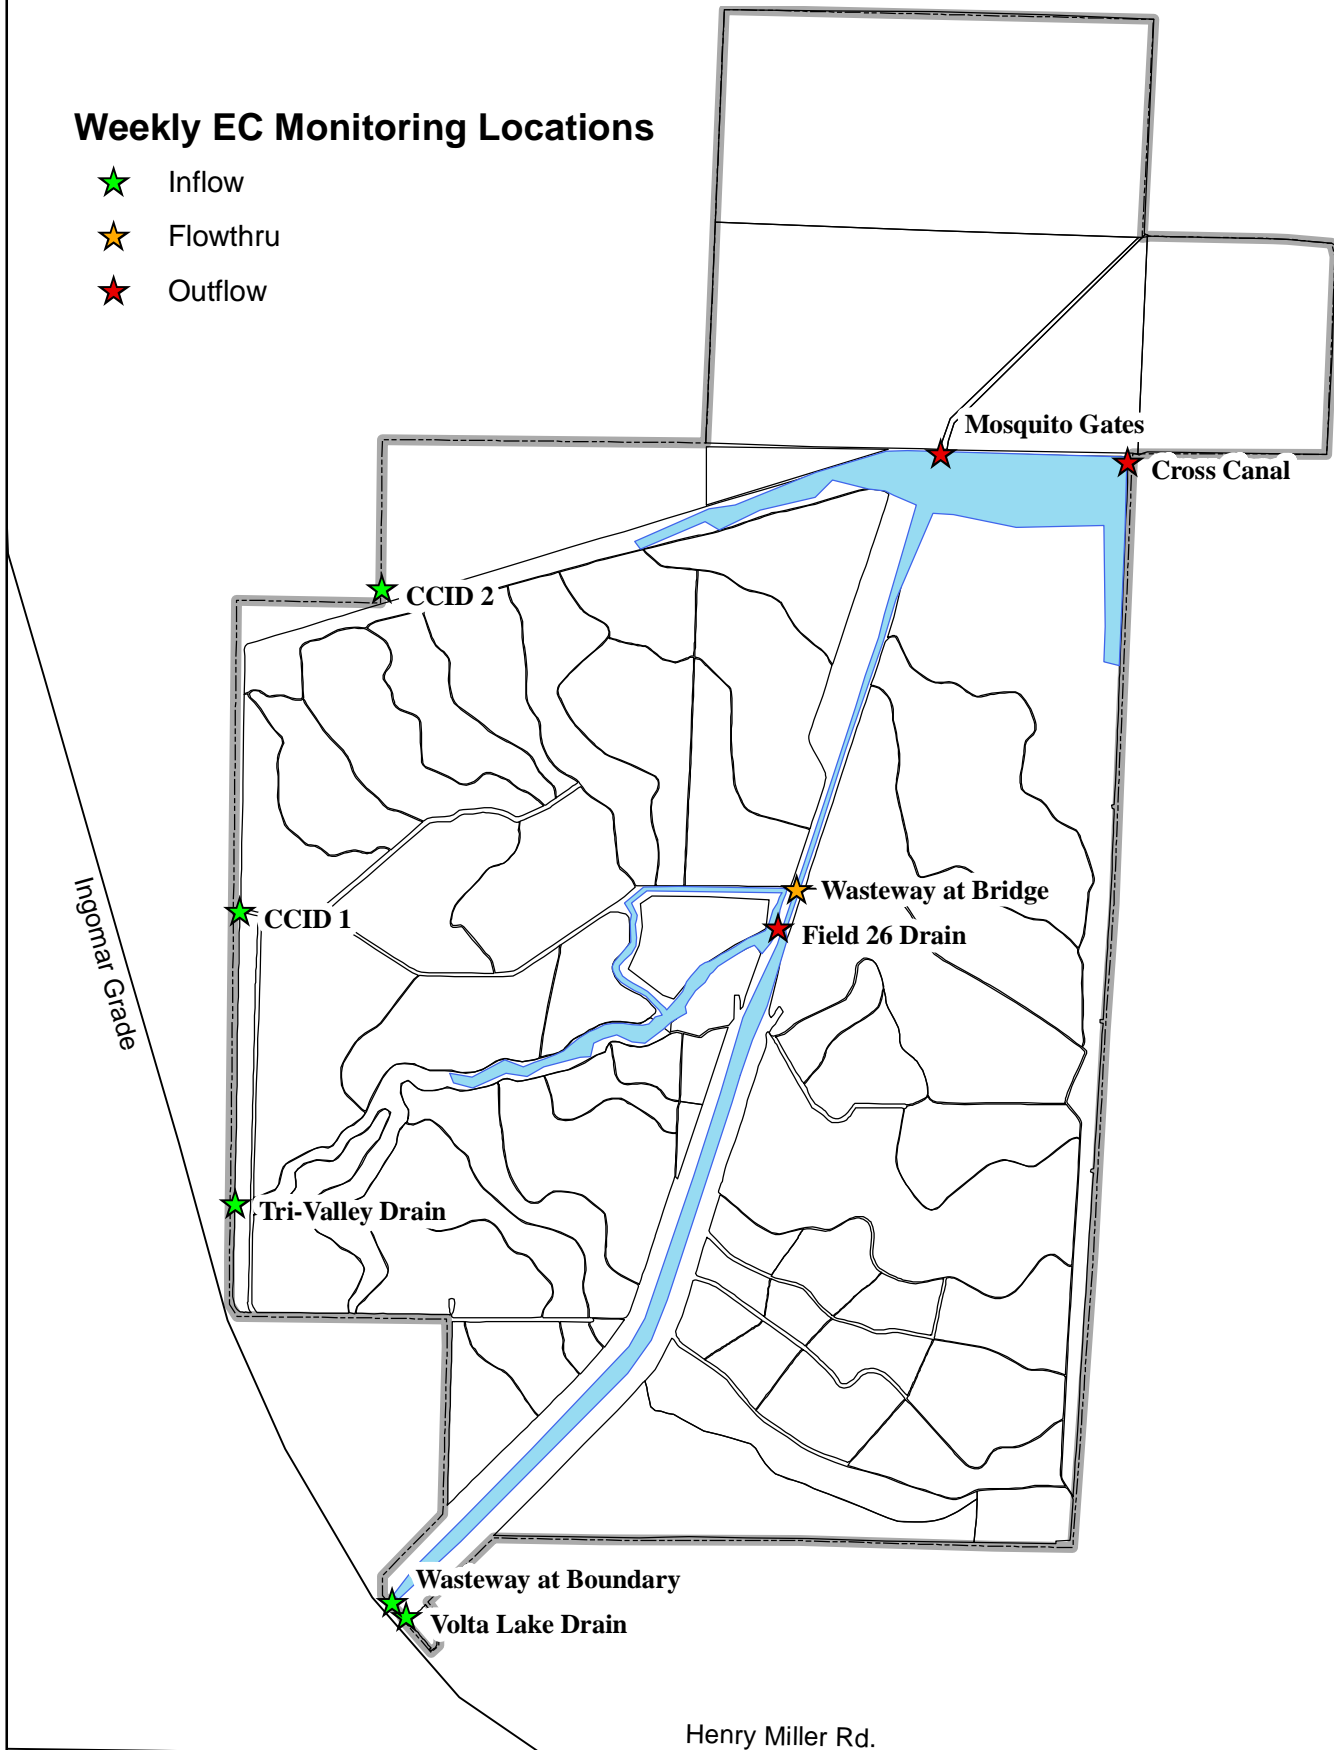 Weekly EC Monitoring Locations
Inflow
Flowthru
Outflow
Mosquito Gates
Cross Canal
CCID 2
Wasteway at Bridge
CCID 1
Field 26 Drain
Ingomar Grade
Tri-Valley Drain
Wasteway at Boundary
Volta Lake Drain
Henry Miller Rd.